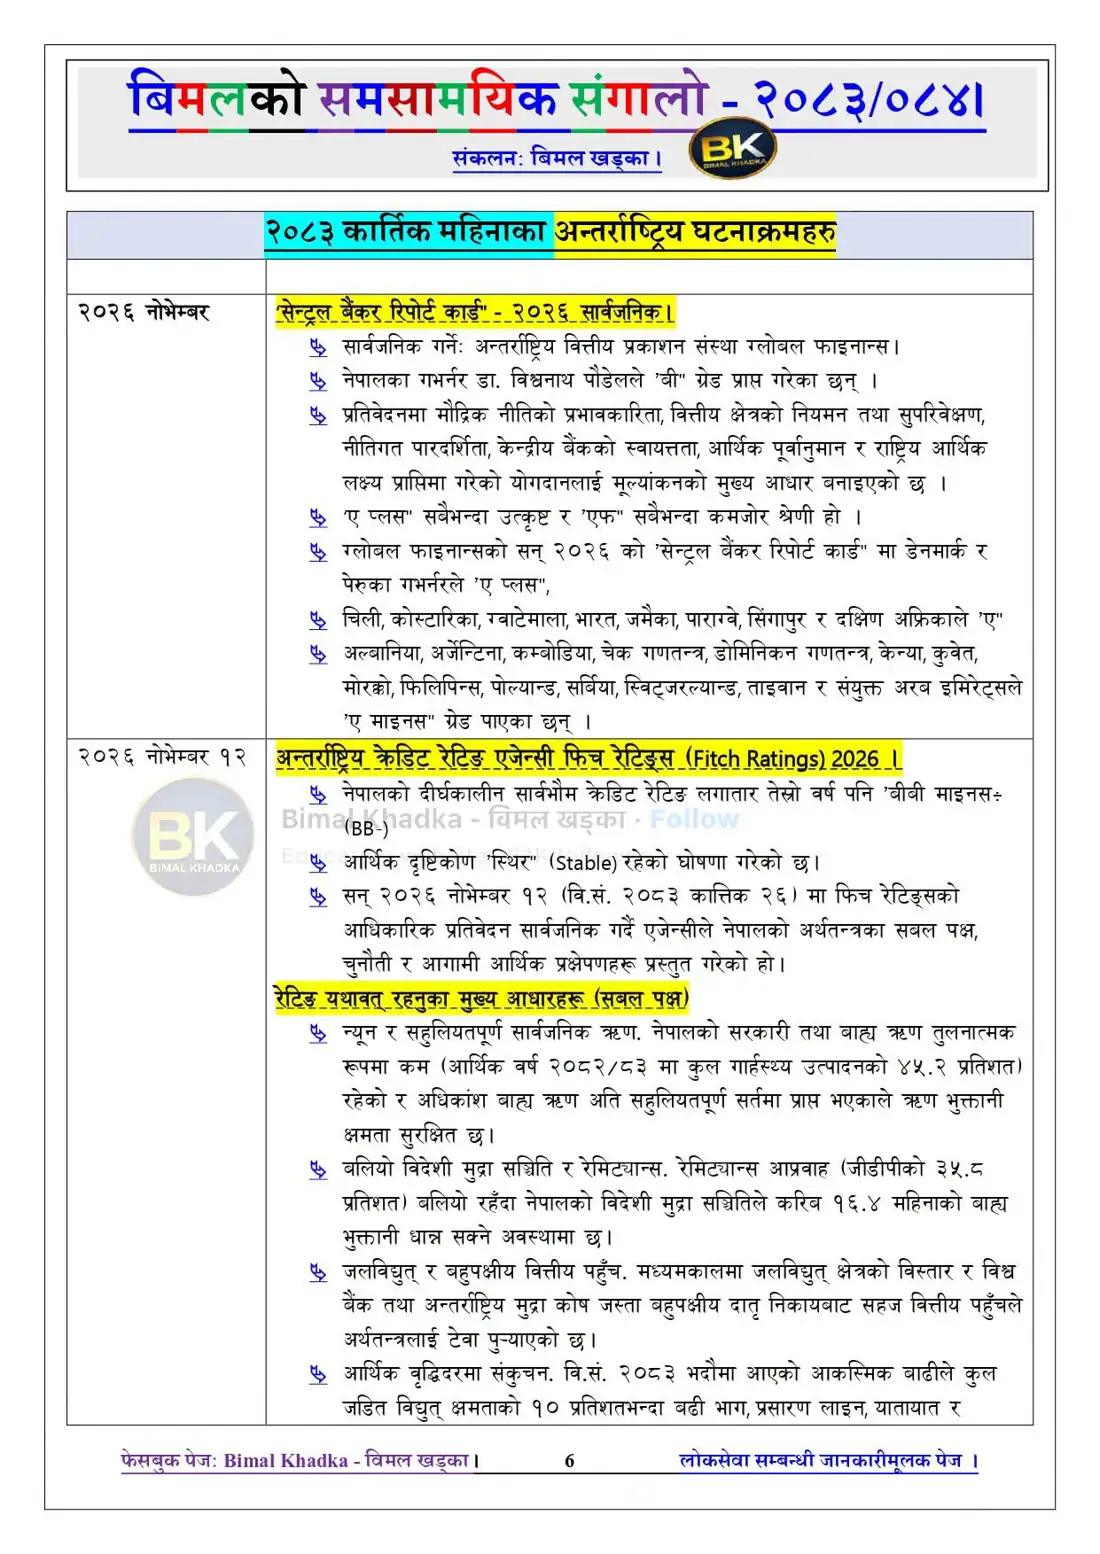 बिमलको समसामयिक संगालो - २०८३/०८४।
संकलन: बिमल खड्का।
BK
BIMAL KHADKA
२०८३ कार्तिक महिनाका अन्तर्राष्ट्रिय घटनाक्रमहरु
२०२६ नोभेम्बर
'सेन्ट्रल बैंकर रिपोर्ट कार्ड" - २०२६ सार्वजनिक।
सार्वजनिक गर्नेः अन्तर्राष्ट्रिय वित्तीय प्रकाशन संस्था ग्लोबल फाइनान्स।
नेपालका गभर्नर डा. विश्वनाथ पौडेलले 'बी" ग्रेड प्राप्त गरेका छन् ।
प्रतिवेदनमा मौद्रिक नीतिको प्रभावकारिता, वित्तीय क्षेत्रको नियमन तथा सुपरिवेक्षण,
नीतिगत पारदर्शिता, केन्द्रीय बैंकको स्वायत्तता, आर्थिक पूर्वानुमान र राष्ट्रिय आर्थिक
लक्ष्य प्राप्तिमा गरेको योगदानलाई मूल्यांकनको मुख्य आधार बनाइएको छ ।
'ए प्लस" सबैभन्दा उत्कृष्ट र 'एफ" सबैभन्दा कमजोर श्रेणी हो ।
ग्लोबल फाइनान्सको सन् २०२६ को 'सेन्ट्रल बैंकर रिपोर्ट कार्ड" मा डेनमार्क र
पेरुका गभर्नरले 'ए प्लस",
चिली, कोस्टारिका, ग्वाटेमाला, भारत, जमैका, पाराग्वे, सिंगापुर र दक्षिण अफ्रिकाले 'ए"
अल्बानिया, अर्जेन्टिना, कम्बोडिया, चेक गणतन्त्र, डोमिनिकन गणतन्त्र, केन्या, कुवेत,
मोरक्को, फिलिपिन्स, पोल्यान्ड, सर्बिया, स्विट्जरल्यान्ड, ताइवान र संयुक्त अरब इमिरेट्सले
'ए माइनस" ग्रेड पाएका छन् ।
२०२६ नोभेम्बर १२
अन्तर्राष्ट्रिय क्रेडिट रेटिङ एजेन्सी फिच रेटिङ्स (Fitch Ratings) 2026 ।
नेपालको दीर्घकालीन सार्वभौम क्रेडिट रेटिङ लगातार तेस्रो वर्ष पनि 'बीबी माइनस÷
Bimal Khadka - विमल खड्का · Follow
(BB-)
BK
BIMAL KHADKA
आर्थिक दृष्टिकोण 'स्थिर" (Stable) रहेको घोषणा गरेको छ।
सन् २०२६ नोभेम्बर १२ (वि.सं. २०८३ कात्तिक २६) मा फिच रेटिङ्सको
आधिकारिक प्रतिवेदन सार्वजनिक गर्दै एजेन्सीले नेपालको अर्थतन्त्रका सबल पक्ष,
चुनौती र आगामी आर्थिक प्रक्षेपणहरू प्रस्तुत गरेको हो।
रेटिङ यथावत् रहनुका मुख्य आधारहरू (सबल पक्ष)
न्यून र सहुलियतपूर्ण सार्वजनिक ऋण. नेपालको सरकारी तथा बाह्य ऋण तुलनात्मक
रूपमा कम (आर्थिक वर्ष २०८२/८३ मा कुल गार्हस्थ्य उत्पादनको ४५.२ प्रतिशत)
रहेको र अधिकांश बाह्य ऋण अति सहुलियतपूर्ण सर्तमा प्राप्त भएकाले ऋण भुक्तानी
क्षमता सुरक्षित छ।
बलियो विदेशी मुद्रा सञ्चिति र रेमिट्यान्स. रेमिट्यान्स आप्रवाह (जीडीपीको ३५.८
प्रतिशत) बलियो रहँदा नेपालको विदेशी मुद्रा सञ्चितिले करिब १६.४ महिनाको बाह्य
भुक्तानी धान्न सक्ने अवस्थामा छ।
जलविद्युत् र बहुपक्षीय वित्तीय पहुँच. मध्यमकालमा जलविद्युत् क्षेत्रको विस्तार र विश्व
बैंक तथा अन्तर्राष्ट्रिय मुद्रा कोष जस्ता बहुपक्षीय दातृ निकायबाट सहज वित्तीय पहुँचले
अर्थतन्त्रलाई टेवा पुर्‍याएको छ।
आर्थिक वृद्धिदरमा संकुचन. वि.सं. २०८३ भदौमा आएको आकस्मिक बाढीले कुल
जडित विद्युत् क्षमताको १० प्रतिशतभन्दा बढी भाग, प्रसारण लाइन, यातायात र
फेसबुक पेज: Bimal Khadka - विमल खड्का।
6
लोकसेवा सम्बन्धी जानकारीमूलक पेज ।